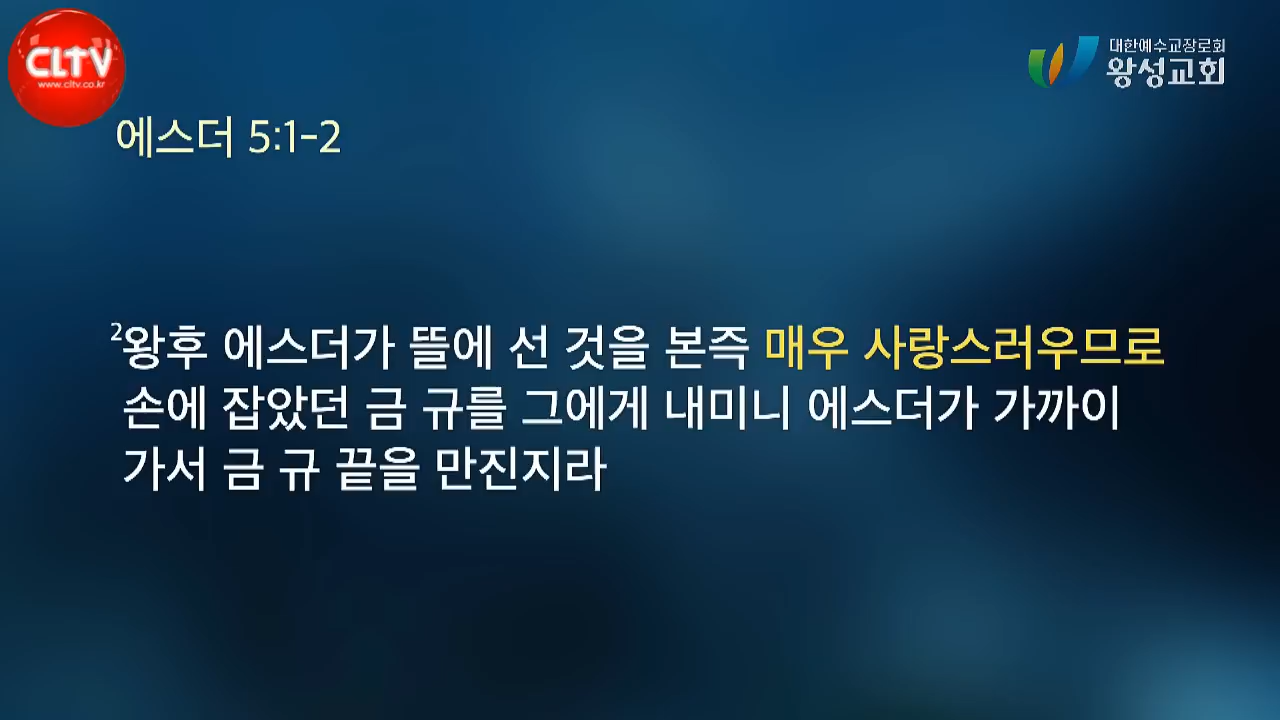 CLTV
www.cltv.co.kr
대한예수교장로회
왕성교회
에스더 5:1-2
2왕후 에스더가 뜰에 선 것을 본즉 매우 사랑스러우므로
손에 잡았던 금 규를 그에게 내미니 에스더가 가까이
가서 금 규 끝을 만진지라